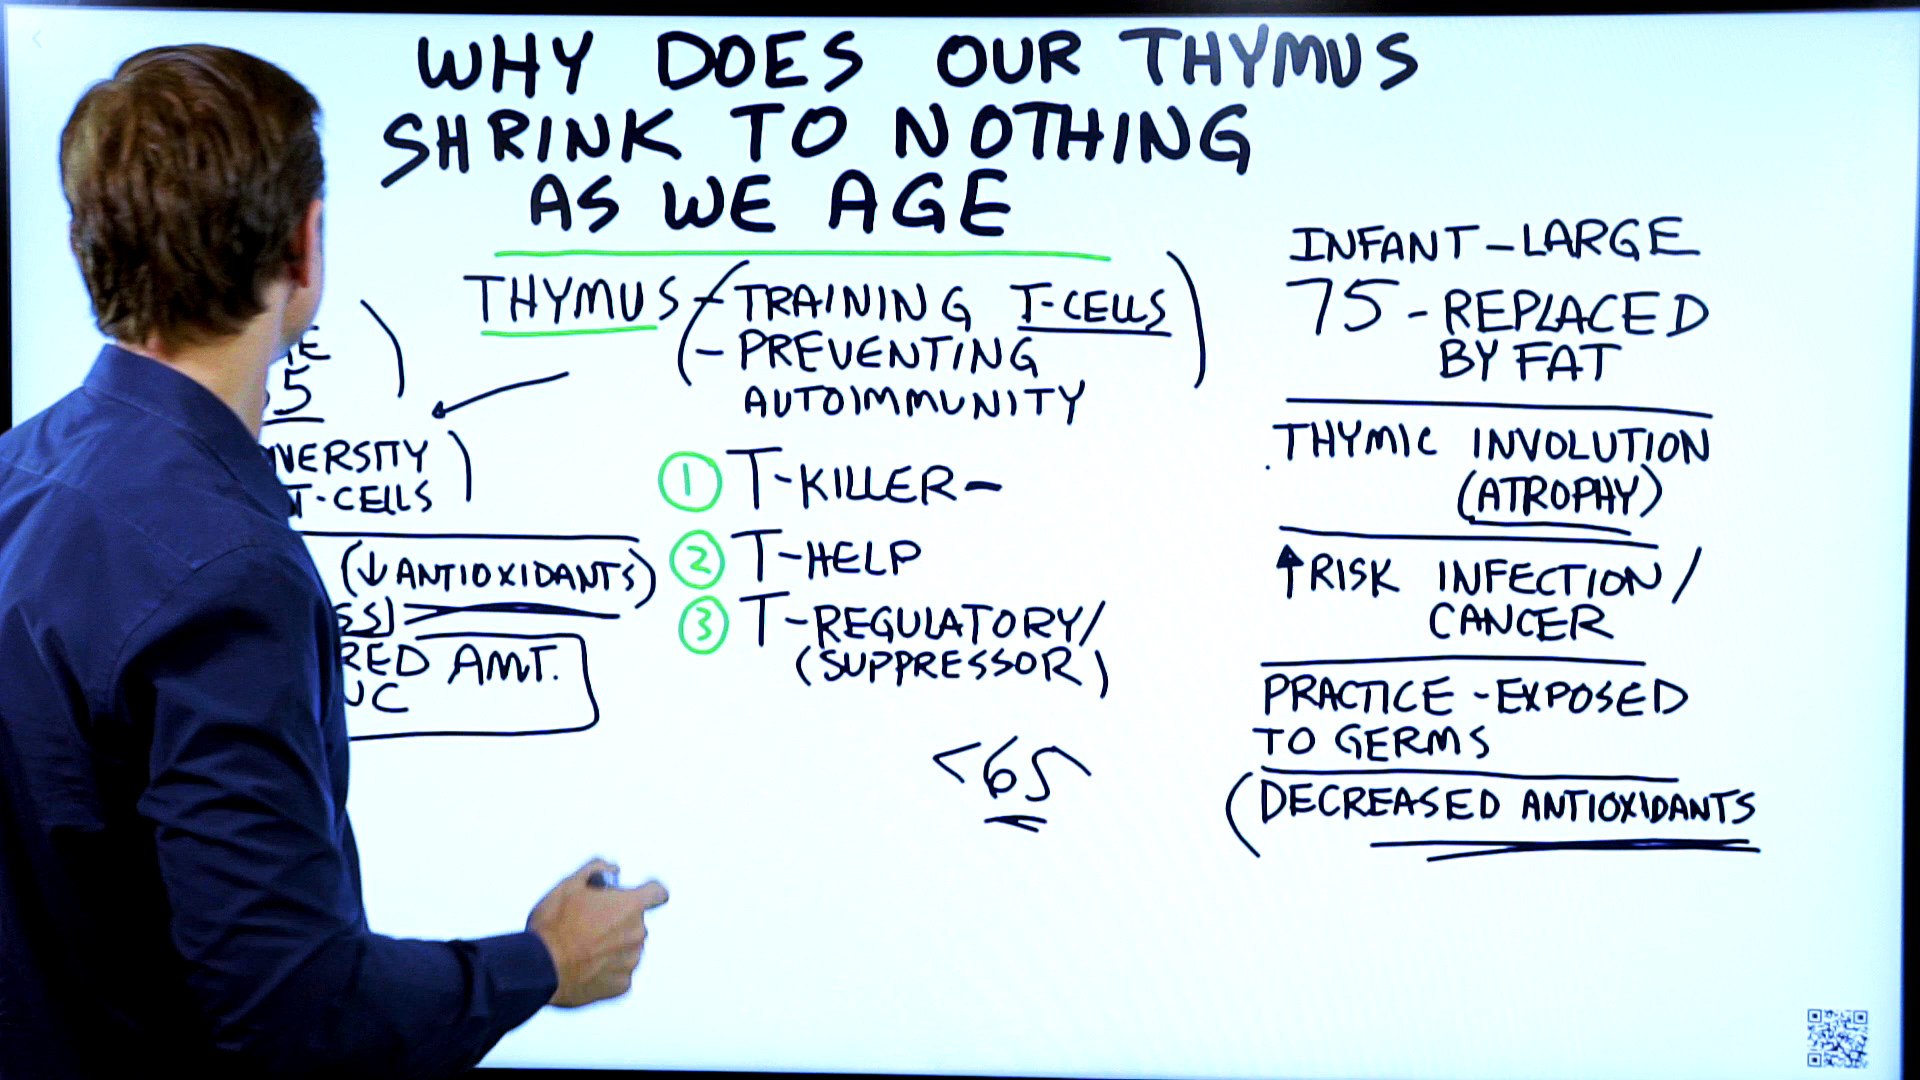 WHY DOES OUR THYMUS
SHRINK TO NOTHING
AS WE AGE
THYMUS - TRAINING T-CELLS
- PREVENTING
AUTOIMMUNITY
① T-KILLER-
② T-HELP
③ T-REGULATORY/
(SUPPRESSOR)
<65
5
T-CELLS
(↓ANTIOXIDANTS)
AMT.
INFANT-LARGE
75-REPLACED
BY FAT
THYMIC INVOLUTION
(ATROPHY)
↑RISK INFECTION/
CANCER
PRACTICE-EXPOSED
TO GERMS
(DECREASED ANTIOXIDANTS